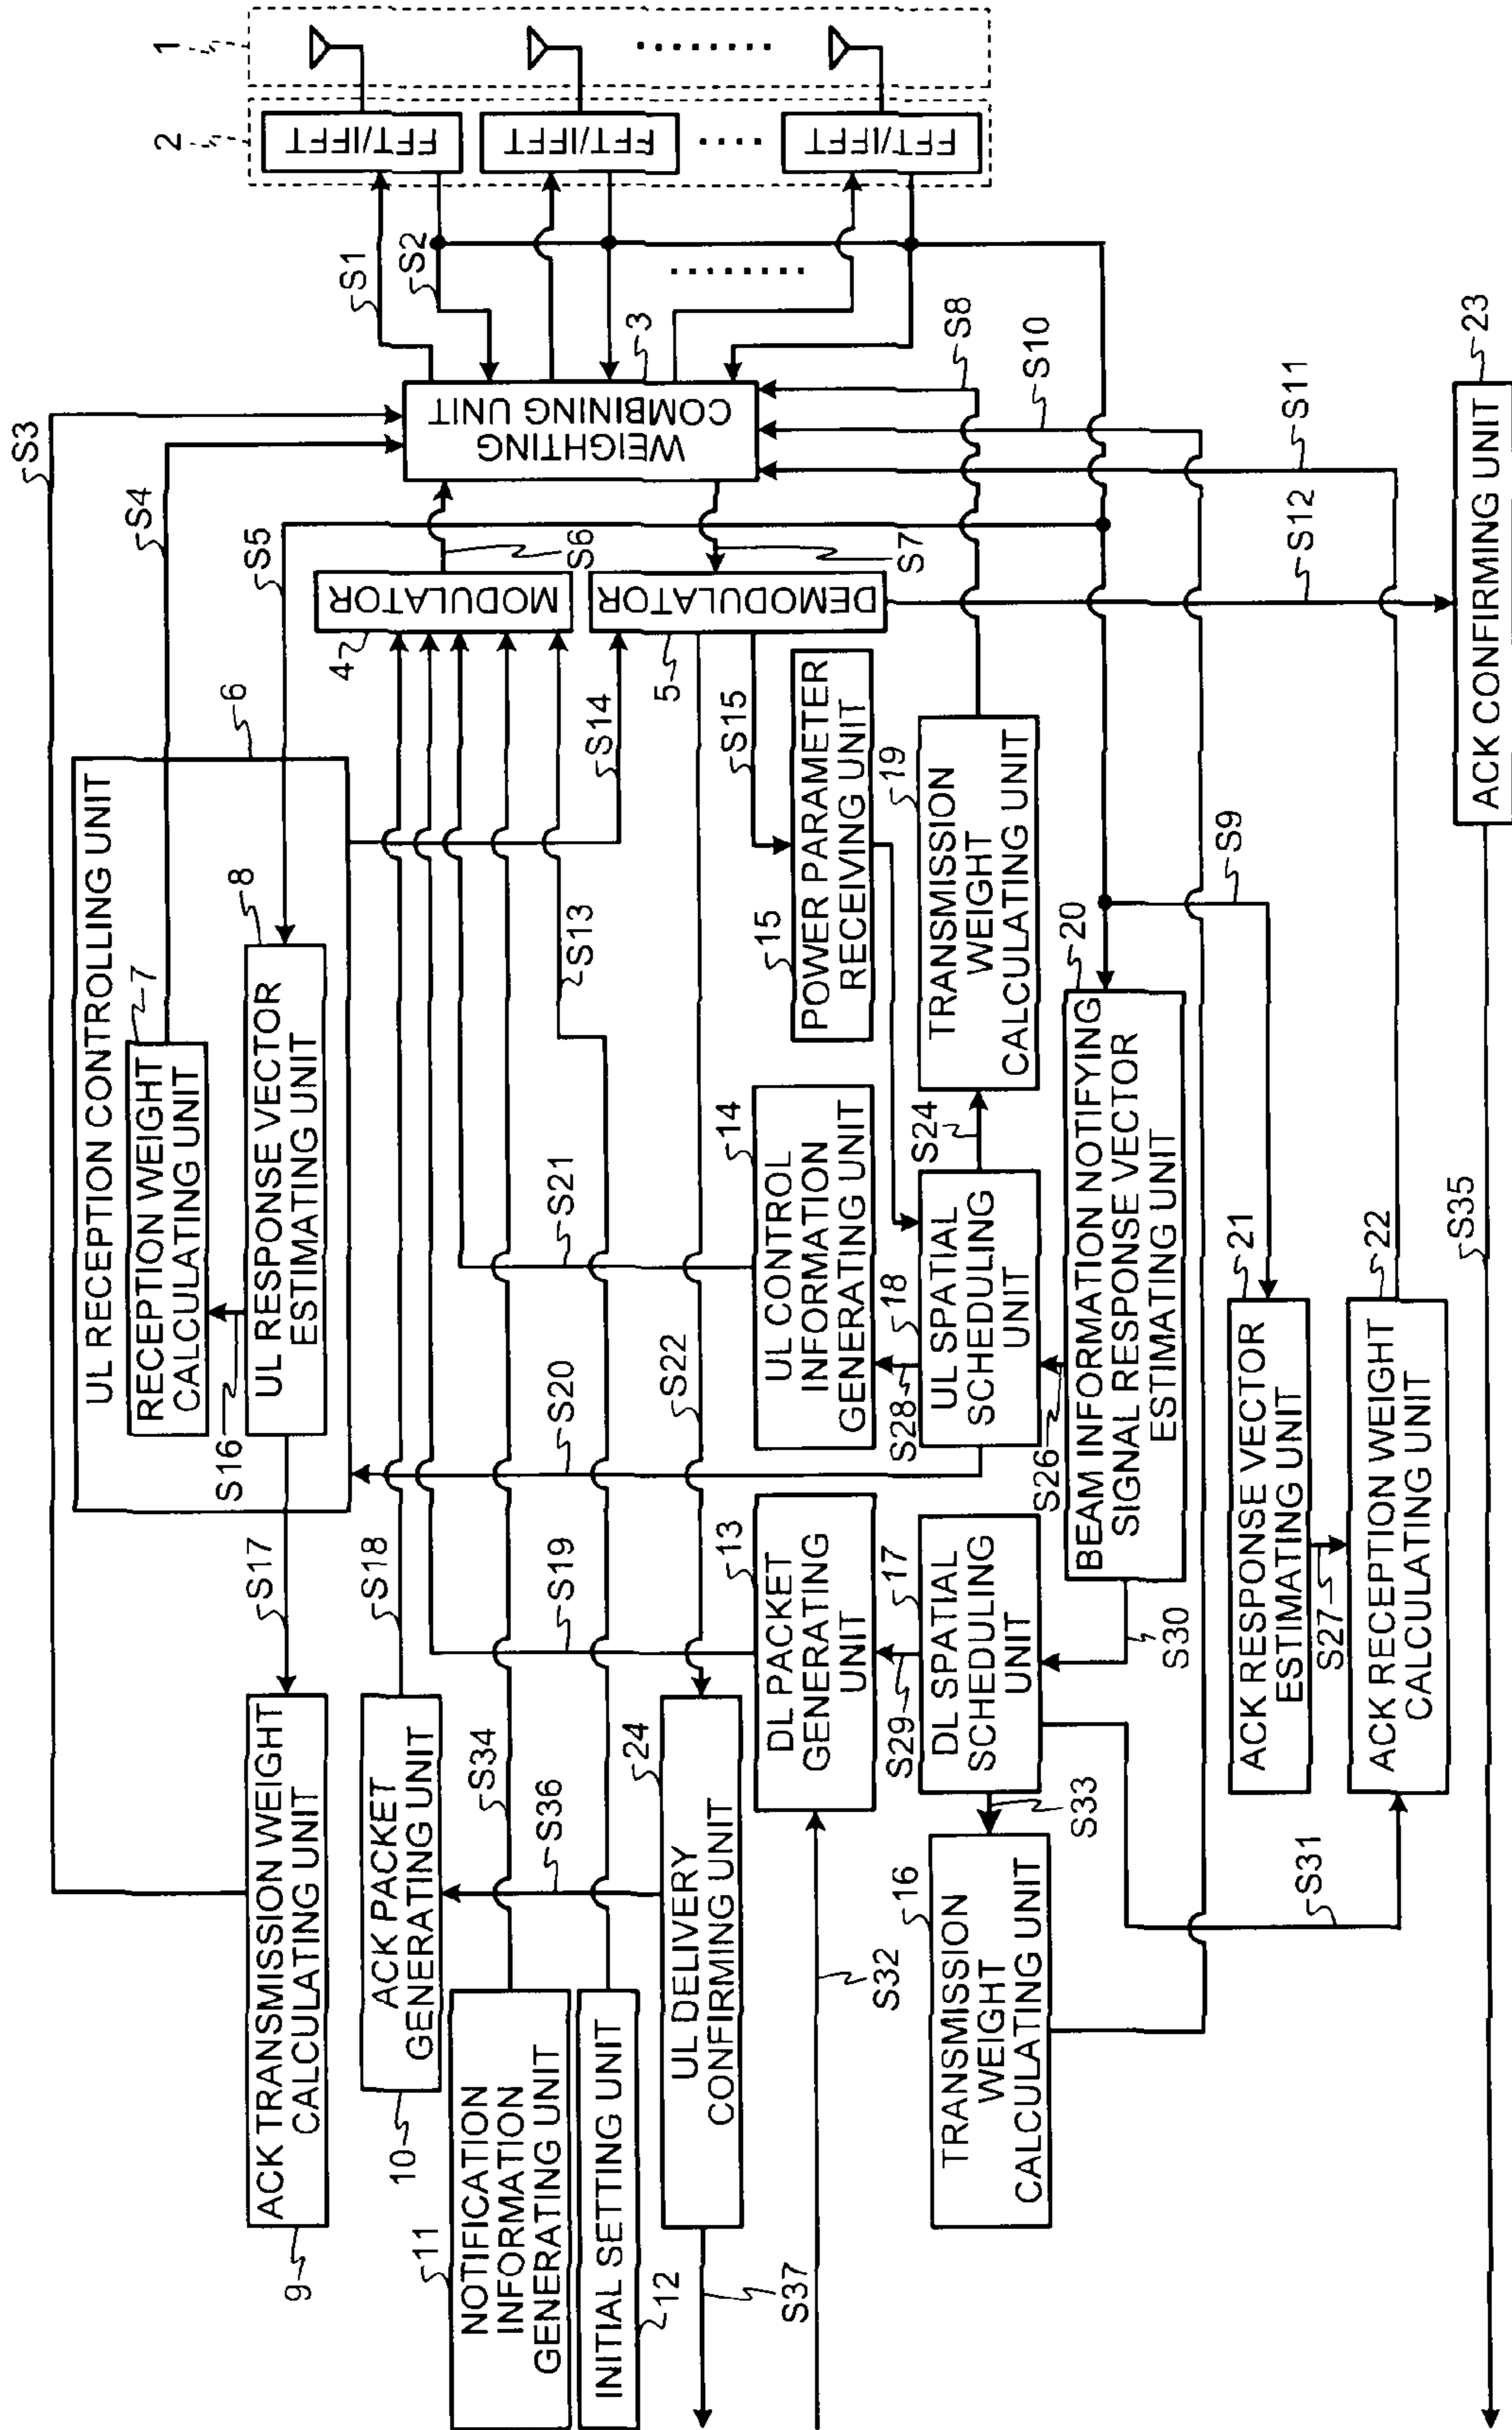 1
2
FFT/IFFT
FFT/IFFT
FFT/IFFT
S1
S2
S3
S4
S5
3
WEIGHTING
COMBINING UNIT
S8
S10
S11
S12
23
ACK CONFIRMING UNIT
S6
S7
MODULATOR
4
DEMODULATOR
5
6
UL RECEPTION CONTROLLING UNIT
7
RECEPTION WEIGHT
CALCULATING UNIT
8
UL RESPONSE VECTOR
ESTIMATING UNIT
S16
S14
S15
S13
15
POWER PARAMETER
RECEIVING UNIT
19
TRANSMISSION
WEIGHT
CALCULATING UNIT
S9
20
BEAM INFORMATION NOTIFYING
SIGNAL RESPONSE VECTOR
ESTIMATING UNIT
14
UL CONTROL
INFORMATION
GENERATING UNIT
S24
18
UL SPATIAL
SCHEDULING
UNIT
S28
S26
S21
S20
S22
21
ACK RESPONSE VECTOR
ESTIMATING UNIT
S27
22
ACK RECEPTION WEIGHT
CALCULATING UNIT
S35
S17
S18
S19
13
DL PACKET
GENERATING
UNIT
S29
17
DL SPATIAL
SCHEDULING
UNIT
S30
S33
S31
9
ACK TRANSMISSION WEIGHT
CALCULATING UNIT
10
ACK PACKET
GENERATING UNIT
S34
S36
11
NOTIFICATION
INFORMATION
GENERATING UNIT
12
INITIAL SETTING UNIT
24
UL DELIVERY
CONFIRMING UNIT
S37
S32
16
TRANSMISSION
WEIGHT
CALCULATING UNIT